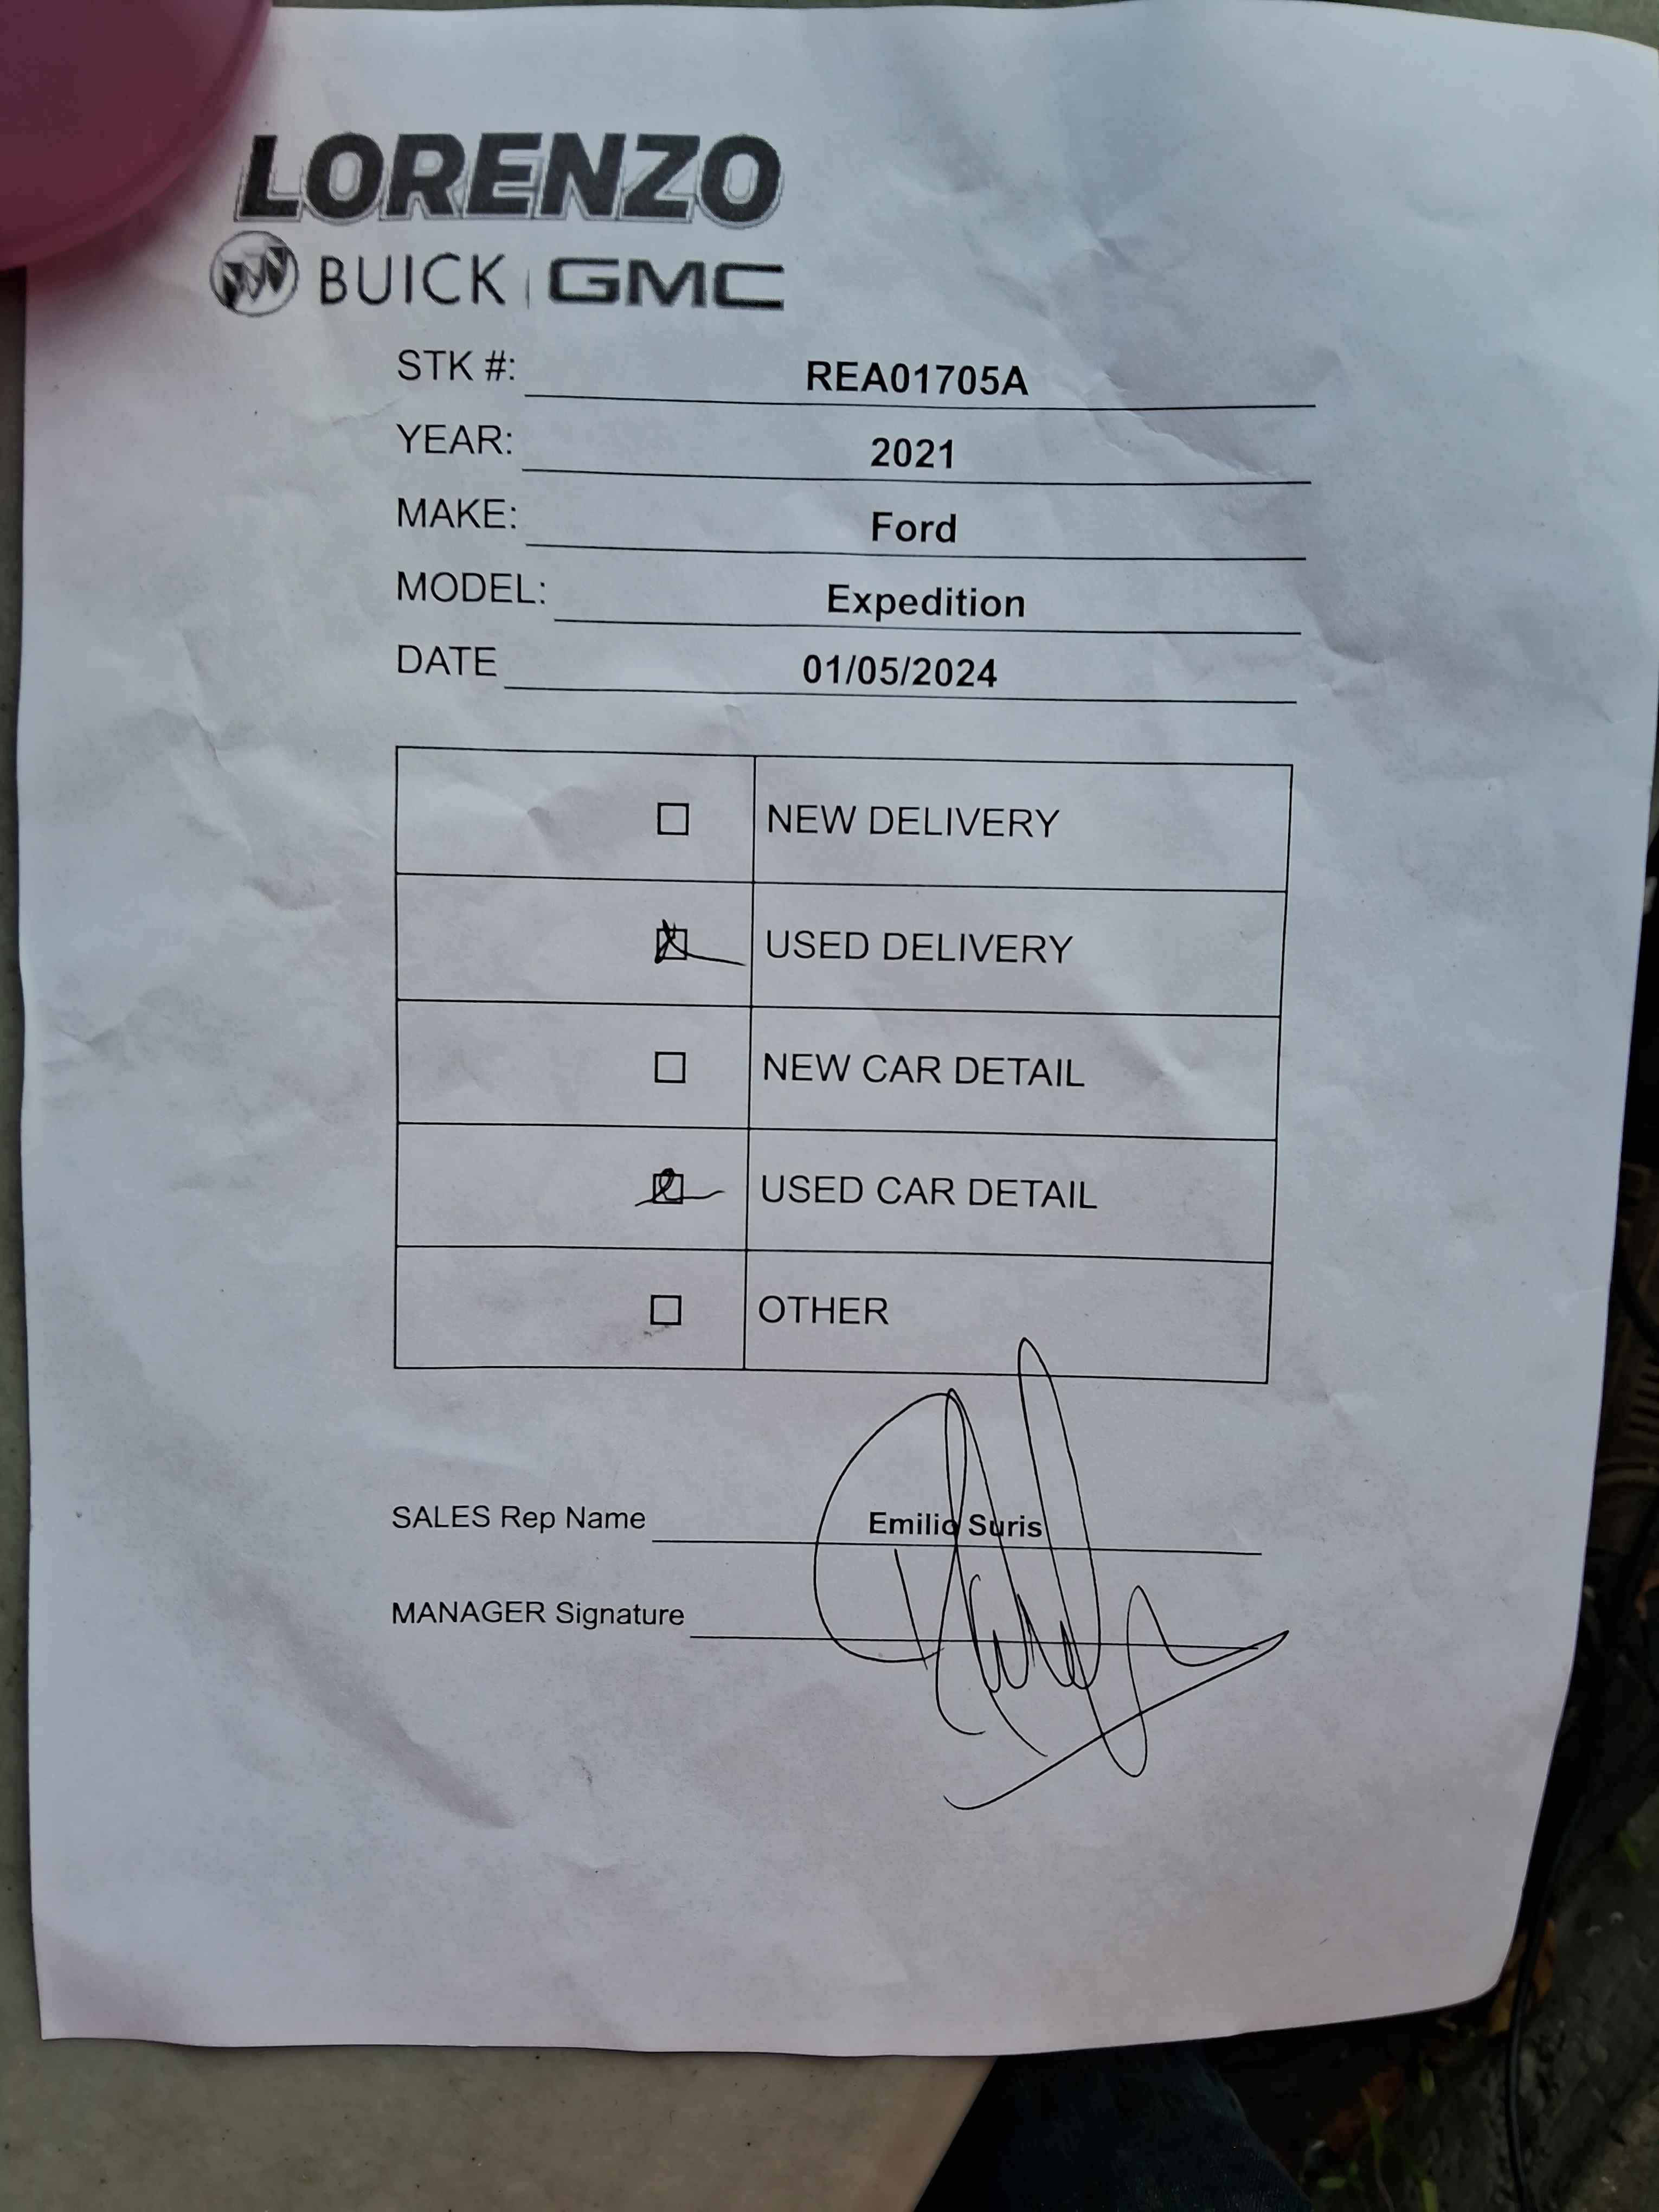 LORENZO
BUICK | GMC
STK #: REA01705A
YEAR: 2021
MAKE: Ford
MODEL: Expedition
DATE 01/05/2024
NEW DELIVERY
USED DELIVERY
NEW CAR DETAIL
USED CAR DETAIL
OTHER
SALES Rep Name Emilio Suris
MANAGER Signature